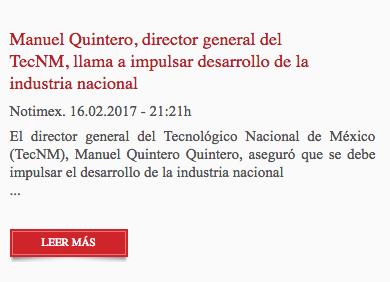 Manuel Quintero, director general del
TecNM, llama a impulsar desarrollo de la
industria nacional
Notimex. 16.02.2017 - 21:21h
El director general del Tecnológico Nacional de México
(TecNM), Manuel Quintero Quintero, aseguró que se debe
impulsar el desarrollo de la industria nacional
...
LEER MÁS